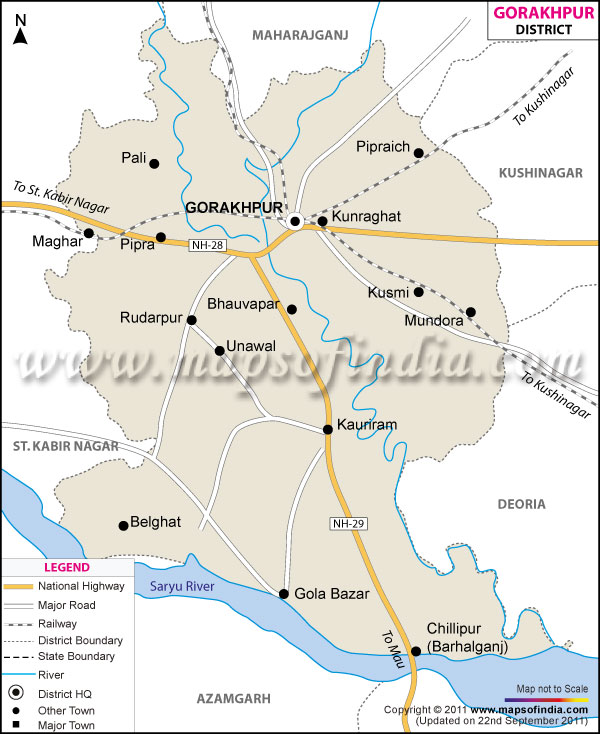 N
GORAKHPUR
DISTRICT
MAHARAJGANJ
To Kushinagar
Pipraich
Pali
KUSHINAGAR
To St. Kabir Nagar
GORAKHPUR
Kunraghat
Maghar
Pipra
NH-28
Kusmi
Bhauvapar
Rudarpur
Mundora
Unawal
www.mapsofindia.com
To Kushinagar
Kauriram
ST. KABIR NAGAR
DEORIA
Belghat
NH-29
LEGEND
National Highway
Major Road
Railway
District Boundary
State Boundary
River
District HQ
Other Town
Major Town
Saryu River
Gola Bazar
Chillipur
(Barhalganj)
To Mau
AZAMGARH
Map not to Scale
Copyright © 2011 www.mapsofindia.com
(Updated on 22nd September 2011)